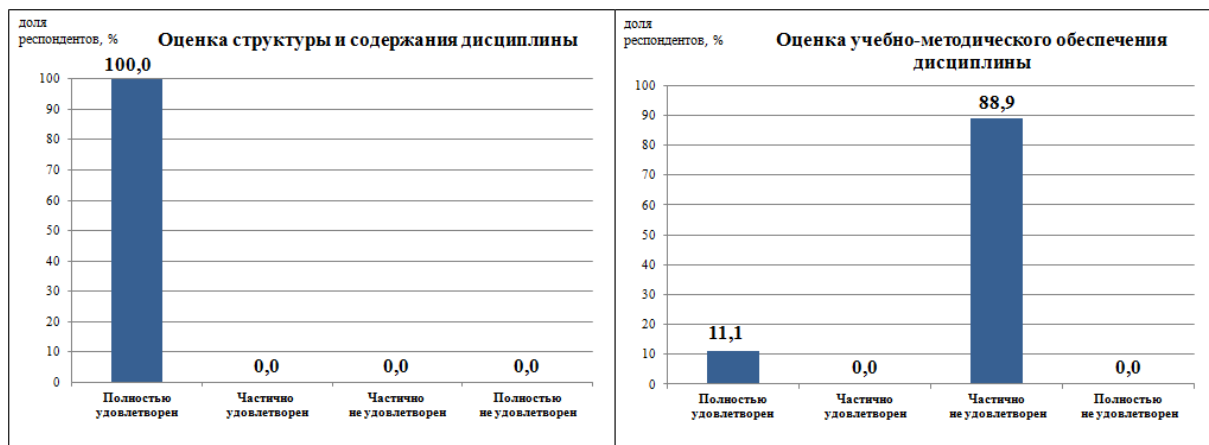 доля
респондентов, %
Оценка структуры и содержания дисциплины
100,0
100
90
80
70
60
50
40
30
20
10
0
0,0
0,0
0,0
Полностью
удовлетворен
Частично
удовлетворен
Частично
не удовлетворен
Полностью
не удовлетворен
доля
респондентов, %
Оценка учебно-методического обеспечения
дисциплины
100
90
80
70
60
50
40
30
20
10
0
11,1
0,0
88,9
0,0
Полностью
удовлетворен
Частично
удовлетворен
Частично
не удовлетворен
Полностью
не удовлетворен